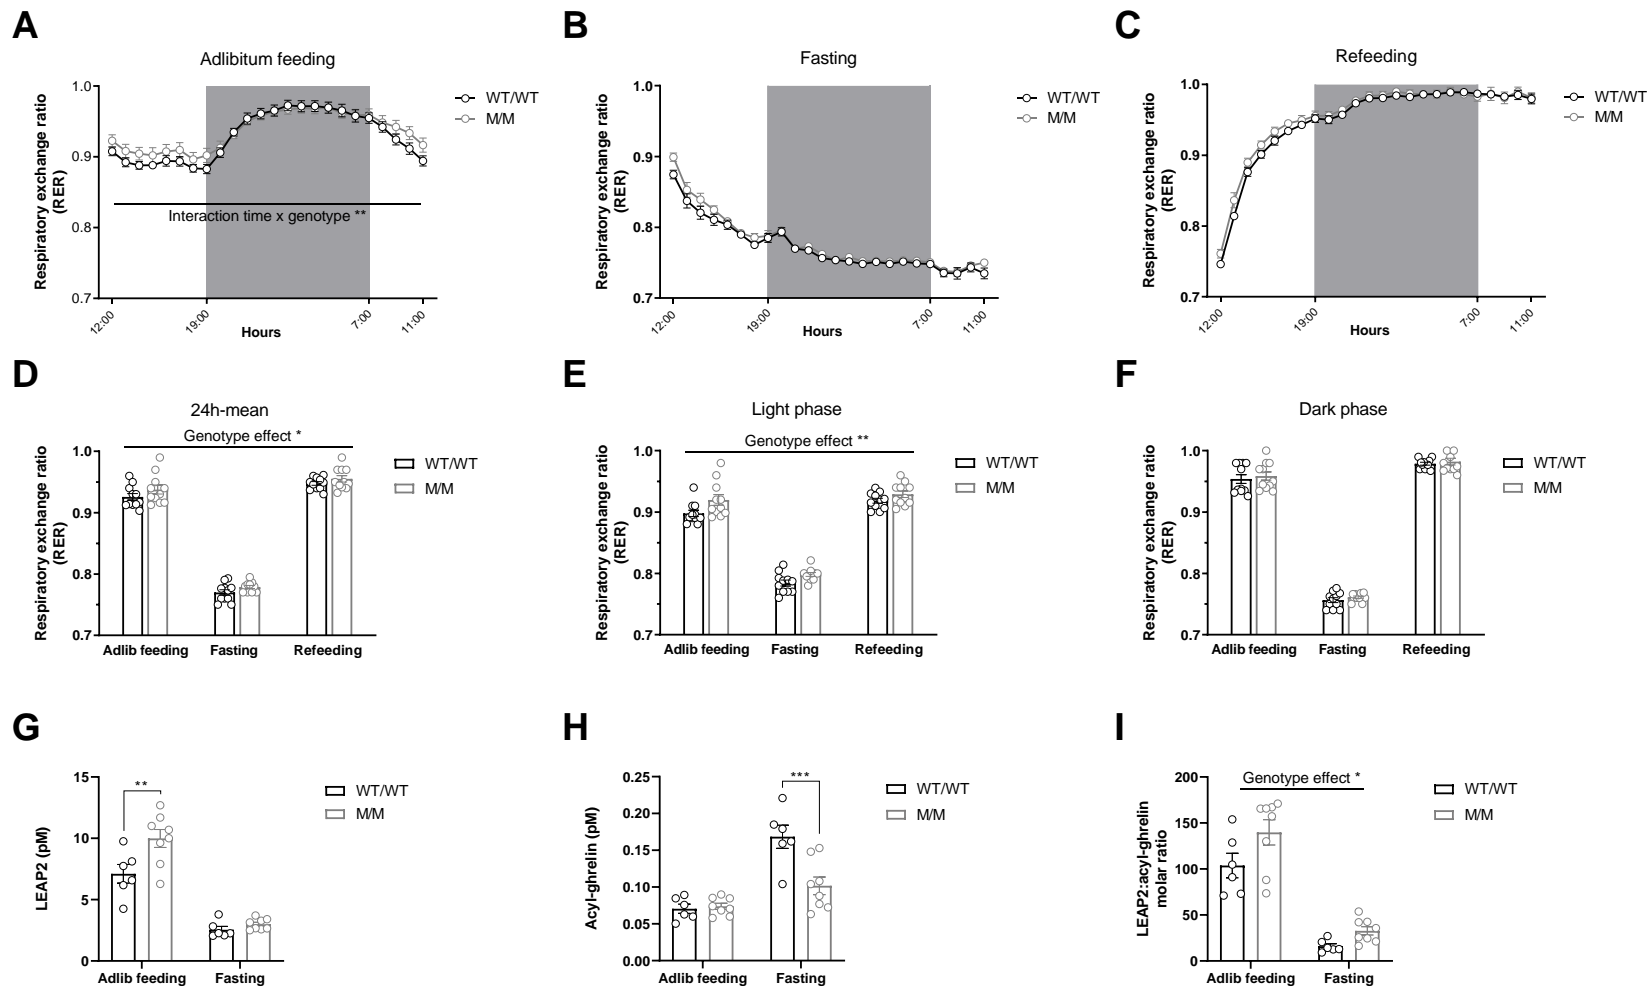 A
Adlibitum feeding
Respiratory exchange ratio
(RER)
1.0
0.9
0.8
0.7
Interaction time x genotype **
WT/WT
M/M
12:00
19:00
7:00
11:00
Hours
B
Fasting
Respiratory exchange ratio
(RER)
1.0
0.9
0.8
0.7
WT/WT
M/M
12:00
19:00
7:00
11:00
Hours
C
Refeeding
Respiratory exchange ratio
(RER)
1.0
0.9
0.8
0.7
WT/WT
M/M
12:00
19:00
7:00
11:00
Hours
D
24h-mean
Genotype effect *
Respiratory exchange ratio
(RER)
1.0
0.9
0.8
0.7
WT/WT
M/M
Adlib feeding
Fasting
Refeeding
E
Light phase
Genotype effect **
Respiratory exchange ratio
(RER)
1.0
0.9
0.8
0.7
WT/WT
M/M
Adlib feeding
Fasting
Refeeding
F
Dark phase
Respiratory exchange ratio
(RER)
1.0
0.9
0.8
0.7
WT/WT
M/M
Adlib feeding
Fasting
Refeeding
G
LEAP2 (pM)
15
10
5
0
**
WT/WT
M/M
Adlib feeding
Fasting
H
Acyl-ghrelin (pM)
0.25
0.20
0.15
0.10
0.05
0.00
***
WT/WT
M/M
Adlib feeding
Fasting
I
LEAP2:acyl-ghrelin
molar ratio
200
150
100
50
0
Genotype effect *
WT/WT
M/M
Adlib feeding
Fasting